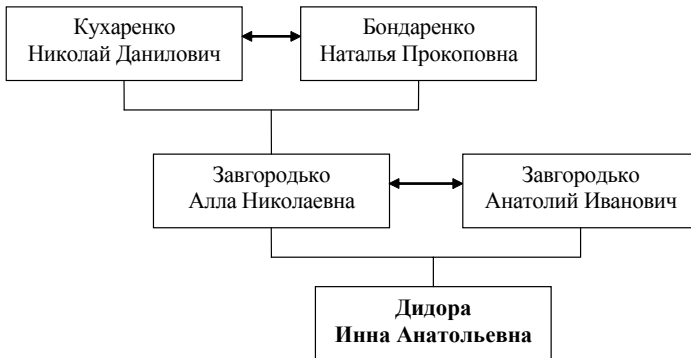 Кухаренко
Николай Данилович
Бондаренко
Наталья Прокоповна
Завгородько
Алла Николаевна
Завгородько
Анатолий Иванович
Дидора
Инна Анатольевна